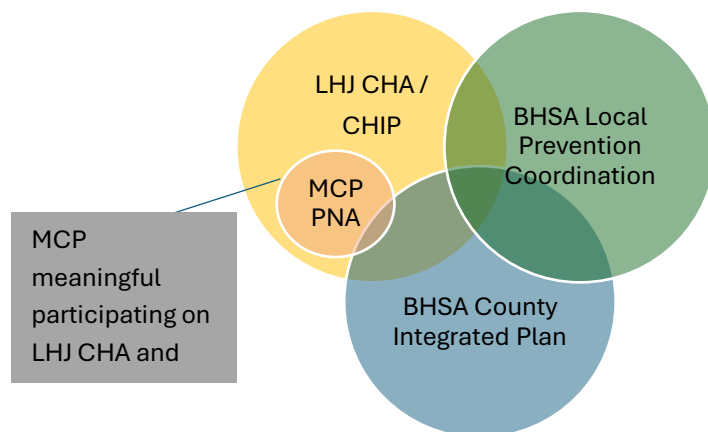 LHJ CHA /
CHIP
BHSA Local
Prevention
Coordination
MCP
PNA
MCP
meaningful
participating on
LHJ CHA and
BHSA County
Integrated Plan